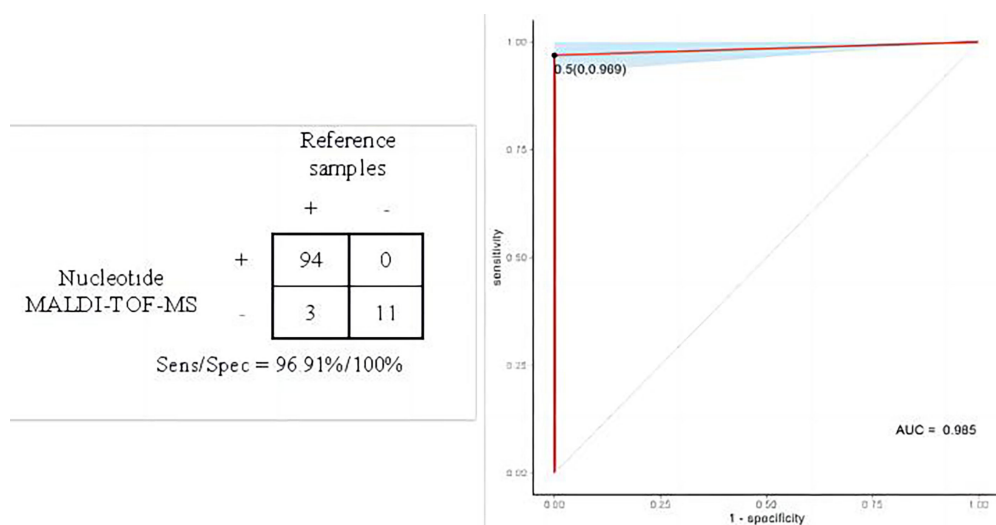 Reference
samples
+ -
+ 94 0
Nucleotide
MALDI-TOF-MS
- 3 11
Sens/Spec = 96.91%/100%
1.00
0.5(0,0.969)
0.75
sensitivity
0.50
0.25
AUC = 0.985
0.00
0.00 0.25 0.50 0.75 1.00
1 - specificity